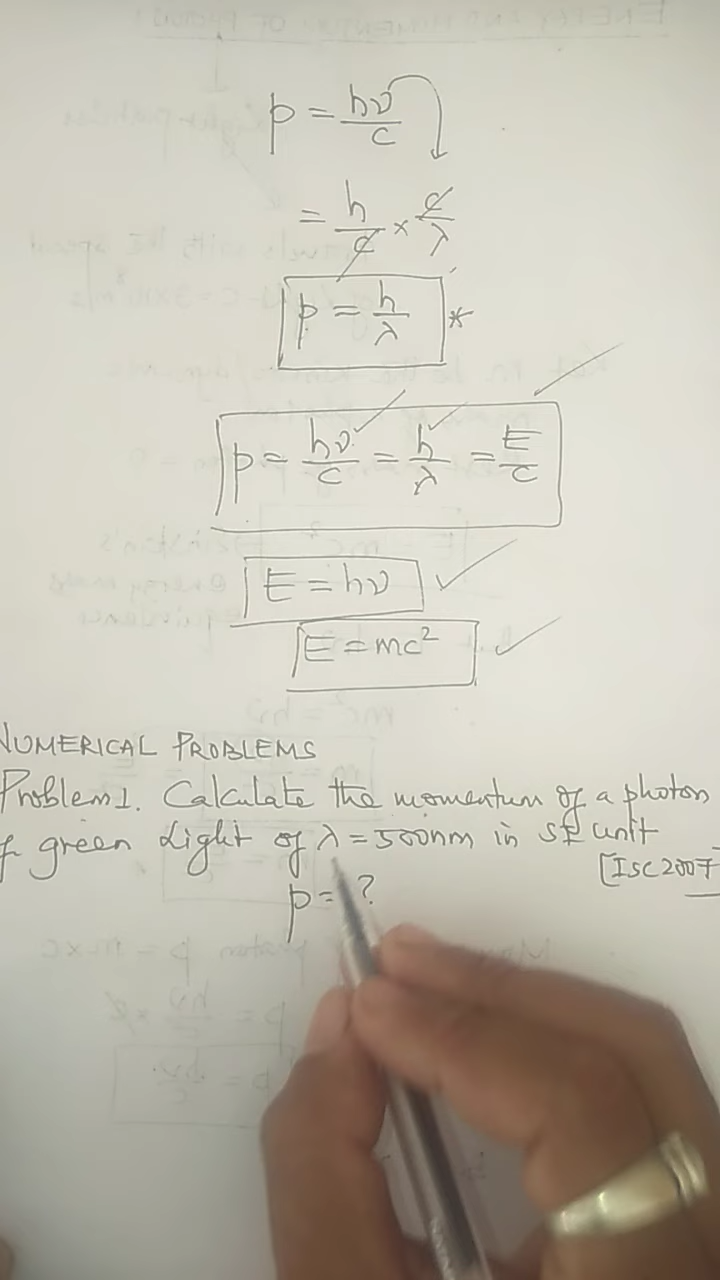 p = hν/c
= h/c × c/λ
p = h/λ *
p = hν/c = h/λ = E/c
E = hν
E = mc²
NUMERICAL PROBLEMS
Problem 1. Calculate the momentum of a photon
f green light of λ = 500nm in SI unit
[ISC 2007
p = ?